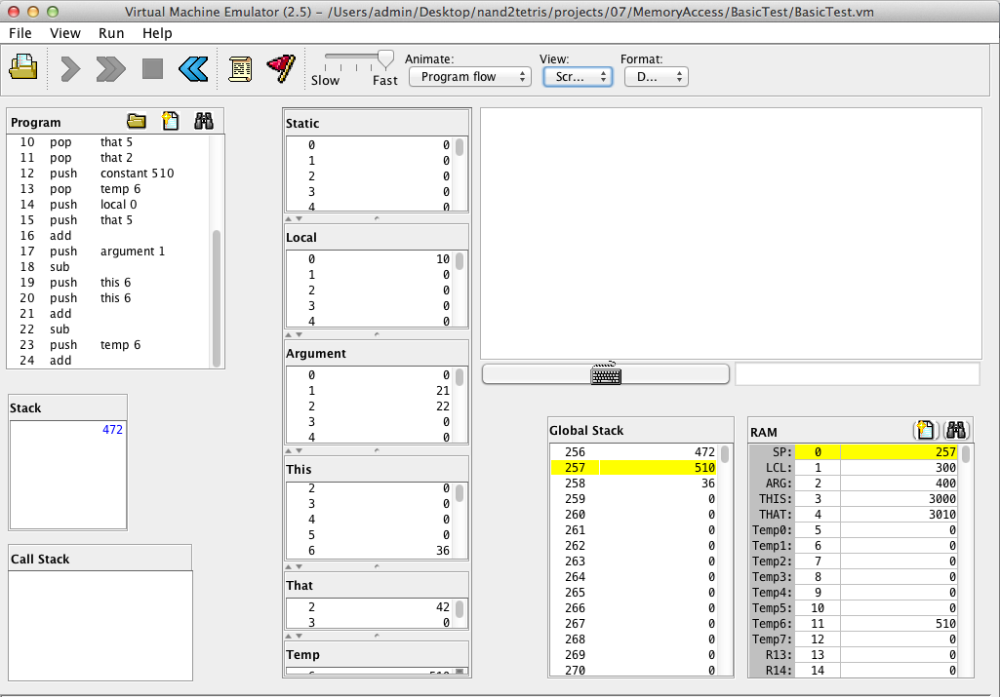 Virtual Machine Emulator (2.5) – /Users/admin/Desktop/nand2tetris/projects/07/MemoryAccess/BasicTest/BasicTest.vm
File View Run Help
Slow Fast
Animate:
Program flow
View:
Scr...
Format:
D...
Program
10 pop that 5
11 pop that 2
12 push constant 510
13 pop temp 6
14 push local 0
15 push that 5
16 add
17 push argument 1
18 sub
19 push this 6
20 push this 6
21 add
22 sub
23 push temp 6
24 add
Stack
472
Call Stack
Static
0 0
1 0
2 0
3 0
4 0
Local
0 10
1 0
2 0
3 0
4 0
Argument
0 0
1 21
2 22
3 0
4 0
This
2 0
3 0
4 0
5 0
6 36
That
2 42
3 0
Temp
6 510
Global Stack
256 472
257 510
258 36
259 0
260 0
261 0
262 0
263 0
264 0
265 0
266 0
267 0
268 0
269 0
270 0
RAM
SP: 0 257
LCL: 1 300
ARG: 2 400
THIS: 3 3000
THAT: 4 3010
Temp0: 5 0
Temp1: 6 0
Temp2: 7 0
Temp3: 8 0
Temp4: 9 0
Temp5: 10 0
Temp6: 11 510
Temp7: 12 0
R13: 13 0
R14: 14 0